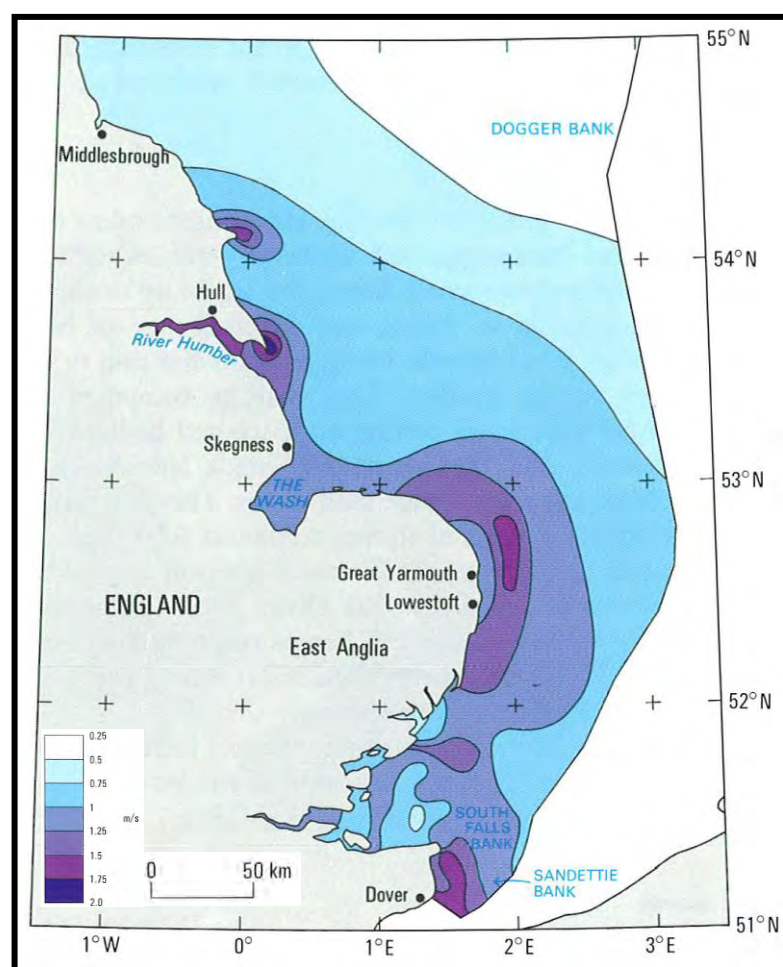 55°N
DOGGER BANK
Middlesbrough
54°N
Hull
River Humber
Skegness
THE
WASH
53°N
Great Yarmouth
Lowestoft
ENGLAND
East Anglia
52°N
0.25
0.5
0.75
1
m/s
1.25
1.5
1.75
2.0
SOUTH
FALLS
BANK
0 50 km
SANDETTIE
BANK
Dover
51°N
1°W 0° 1°E 2°E 3°E